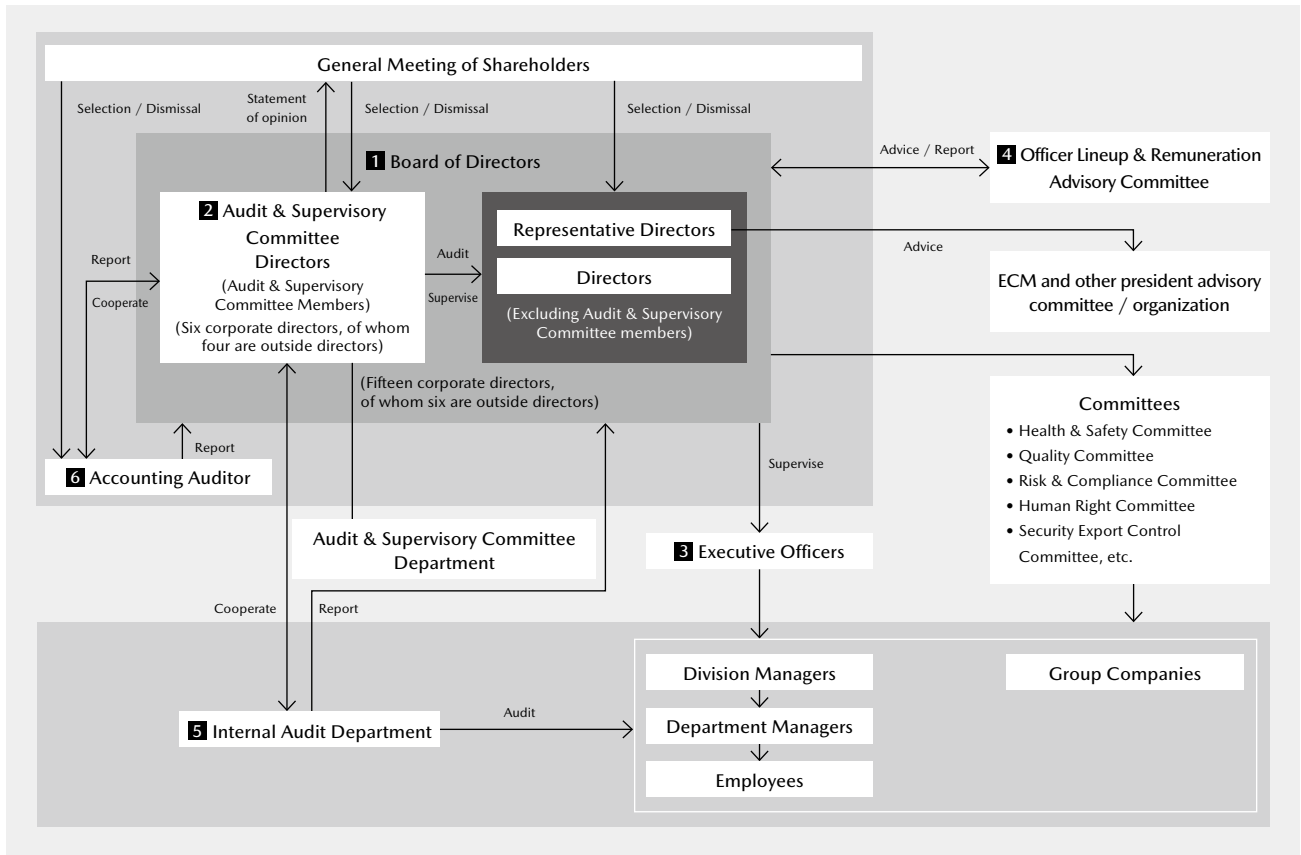 General Meeting of Shareholders
Selection / Dismissal
Statement
of opinion
Selection / Dismissal
Selection / Dismissal
1 Board of Directors
Advice / Report
4 Officer Lineup & Remuneration
Advisory Committee
2 Audit & Supervisory
Committee
Directors
(Audit & Supervisory
Committee Members)
(Six corporate directors, of whom
four are outside directors)
Report
Cooperate
Audit
Supervise
Representative Directors
Directors
(Excluding Audit & Supervisory
Committee members)
Advice
ECM and other president advisory
committee / organization
(Fifteen corporate directors,
of whom six are outside directors)
Committees
• Health & Safety Committee
• Quality Committee
• Risk & Compliance Committee
• Human Right Committee
• Security Export Control
Committee, etc.
Report
6 Accounting Auditor
Supervise
Audit & Supervisory Committee
Department
3 Executive Officers
Cooperate
Report
Division Managers
Group Companies
5 Internal Audit Department
Audit
Department Managers
Employees